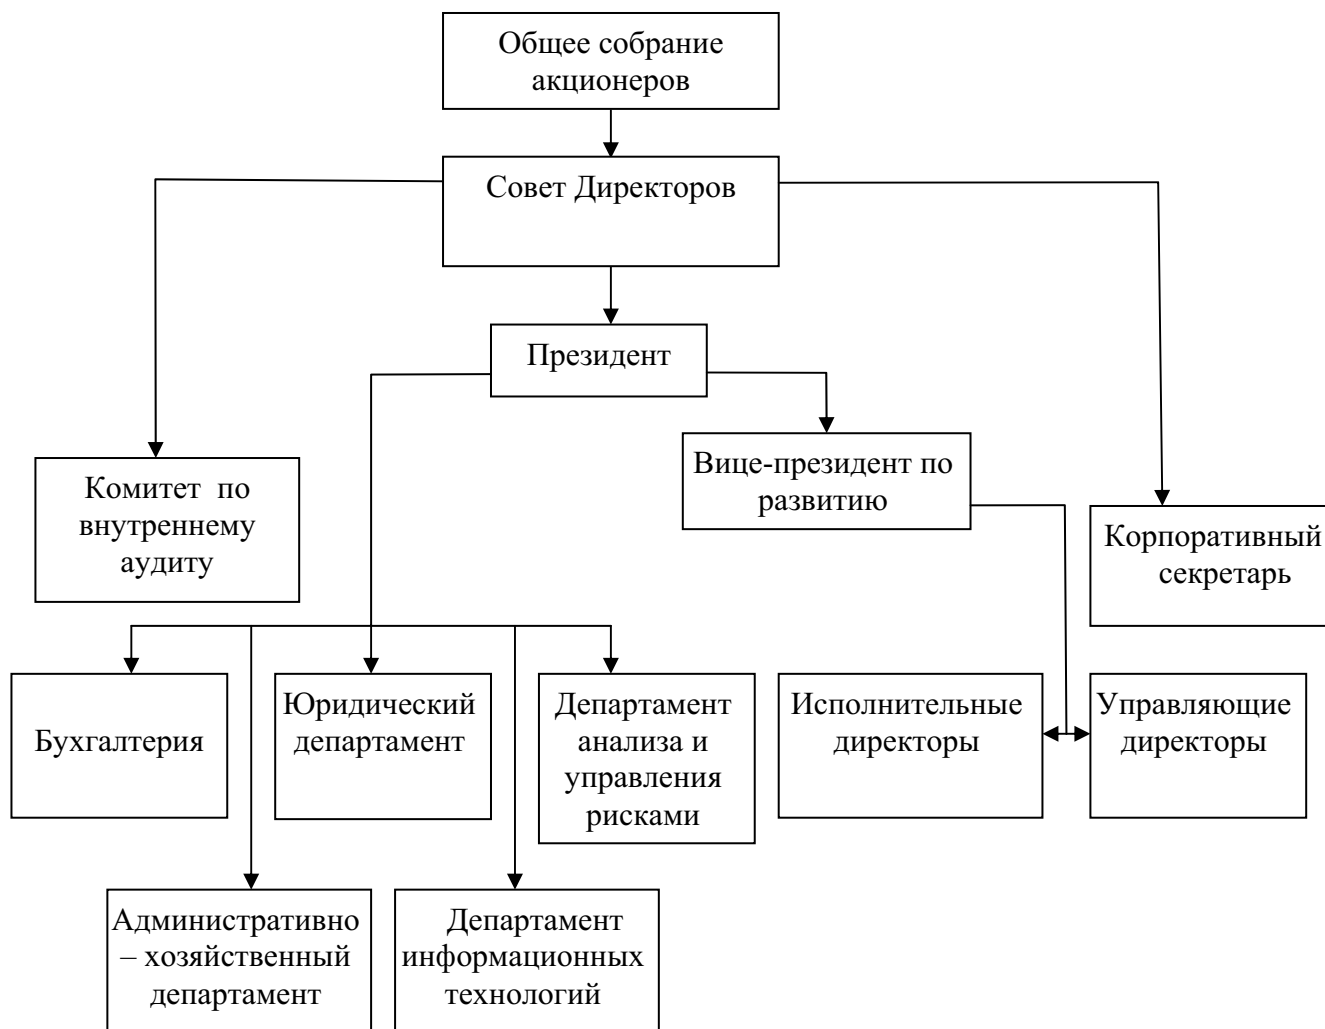 Общее собрание
акционеров
Совет Директоров
Президент
Вице-президент по
развитию
Комитет по
внутреннему
аудиту
Корпоративный
секретарь
Бухгалтерия
Юридический
департамент
Департамент
анализа и
управления
рисками
Исполнительные
директоры
Управляющие
директоры
Административно
– хозяйственный
департамент
Департамент
информационных
технологий